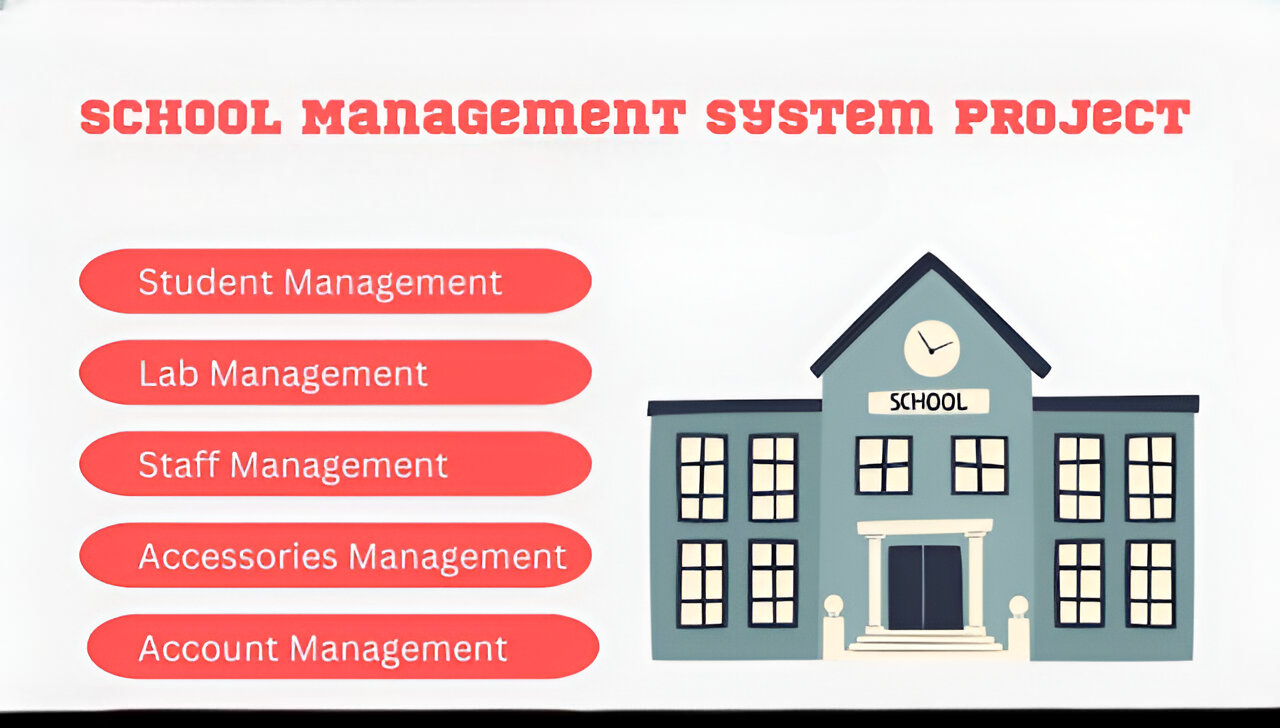 SCHOOL Management System Project
Student Management
Lab Management
Staff Management
Accessories Management
Account Management
SCHOOL